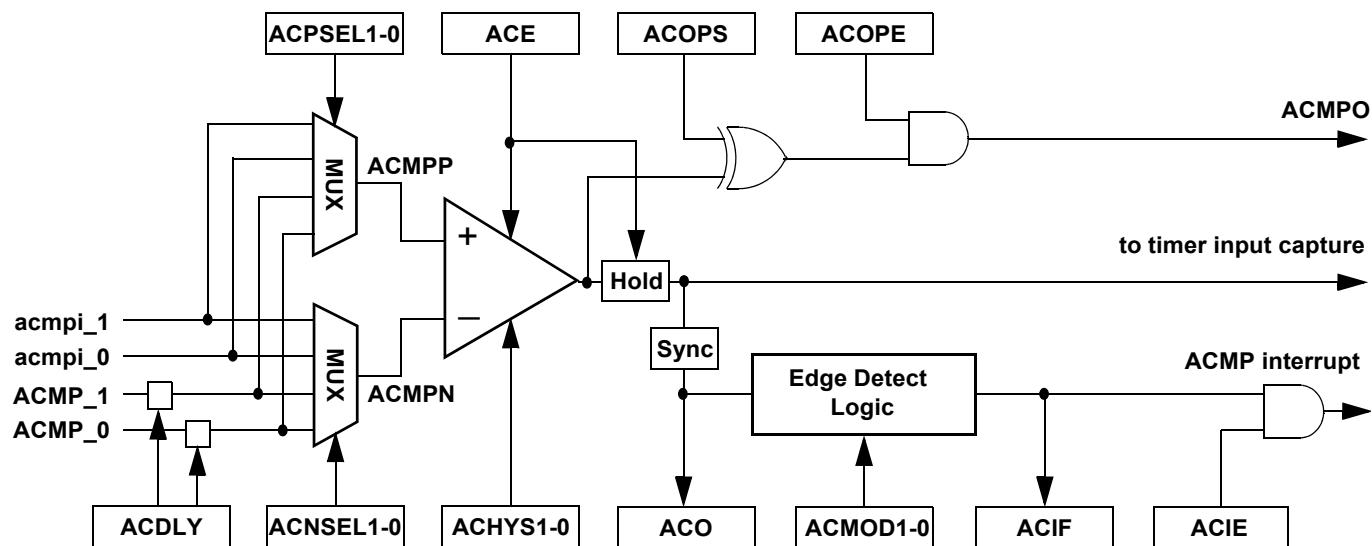 ACPSEL1-0
ACE
ACOPS
ACOPE
ACMPO
MUX
ACMPP
+
to timer input capture
Hold
acmpi_1
acmpi_0
ACMP_1
ACMP_0
MUX
ACMPN
−
Sync
Edge Detect
Logic
ACMP interrupt
ACDLY
ACNSEL1-0
ACHYS1-0
ACO
ACMOD1-0
ACIF
ACIE